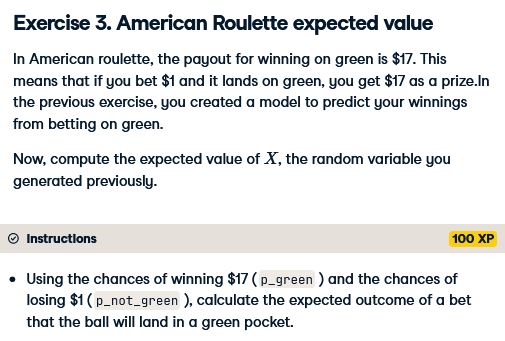 Exercise 3. American Roulette expected value
In American roulette, the payout for winning on green is $17. This
means that if you bet $1 and it lands on green, you get $17 as a prize.In
the previous exercise, you created a model to predict your winnings
from betting on green.
Now, compute the expected value of X, the random variable you
generated previously.
Instructions
100 XP
• Using the chances of winning $17 ( p_green ) and the chances of
losing $1 ( p_not_green ), calculate the expected outcome of a bet
that the ball will land in a green pocket.